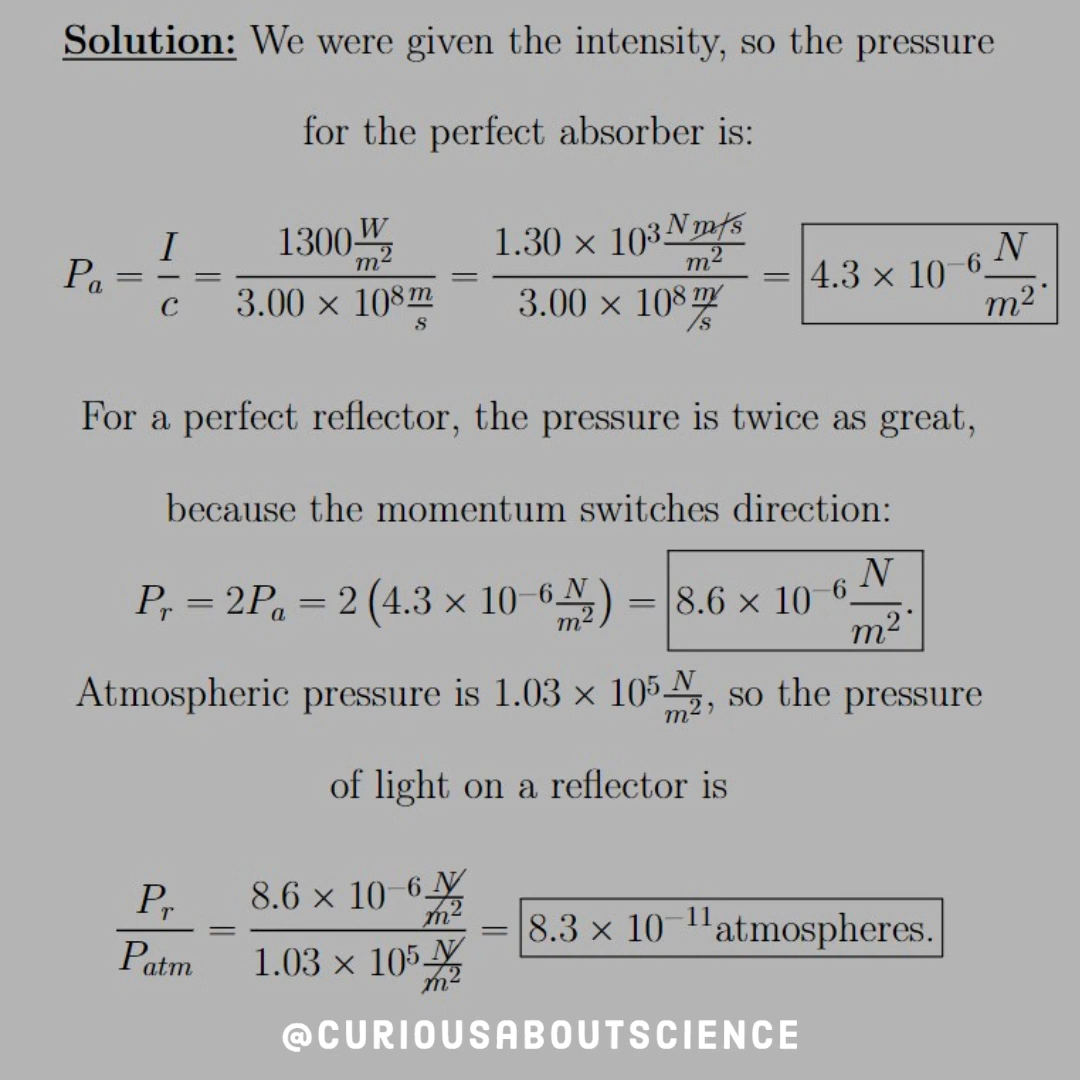 Solution: We were given the intensity, so the pressure
for the perfect absorber is:
P_a = I/c = (1300 W/m²)/(3.00 × 10⁸ m/s) = (1.30 × 10³ N m/s/m²)/(3.00 × 10⁸ m/s) = 4.3 × 10⁻⁶ N/m².
For a perfect reflector, the pressure is twice as great,
because the momentum switches direction:
P_r = 2P_a = 2 (4.3 × 10⁻⁶ N/m²) = 8.6 × 10⁻⁶ N/m².
Atmospheric pressure is 1.03 × 10⁵ N/m², so the pressure
of light on a reflector is
P_r/P_atm = (8.6 × 10⁻⁶ N/m²)/(1.03 × 10⁵ N/m²) = 8.3 × 10⁻¹¹ atmospheres.
@CURIOUSABOUTSCIENCE